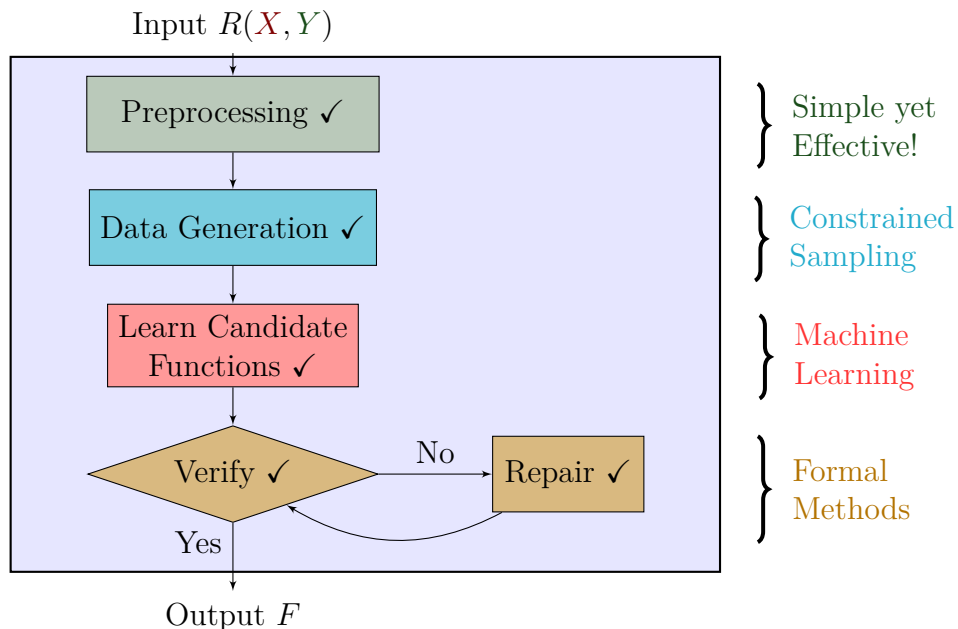 Input R(X, Y)
Preprocessing ✓
Simple yet
Effective!
Data Generation ✓
Constrained
Sampling
Learn Candidate
Functions ✓
Machine
Learning
Verify ✓
No
Repair ✓
Formal
Methods
Yes
Output F